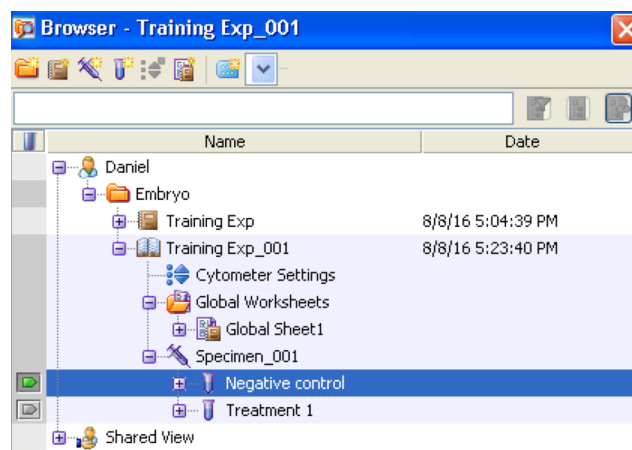 Browser - Training Exp_001
Name Date
Daniel
Embryo
Training Exp 8/8/16 5:04:39 PM
Training Exp_001 8/8/16 5:23:40 PM
Cytometer Settings
Global Worksheets
Global Sheet1
Specimen_001
Negative control
Treatment 1
Shared View